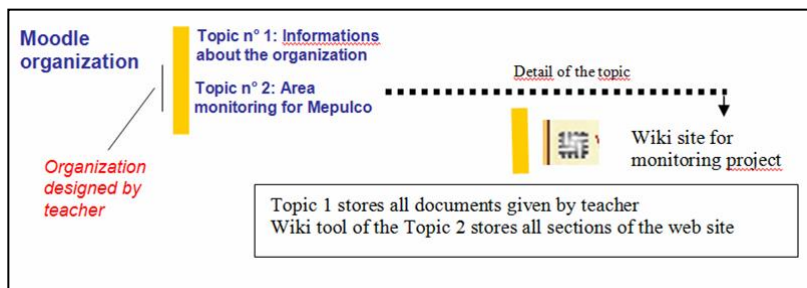 Moodle
organization
Topic n° 1: Informations
about the organization
Topic n° 2: Area
monitoring for Mepulco
Detail of the topic
Wiki site for
monitoring project
Organization
designed by
teacher
Topic 1 stores all documents given by teacher
Wiki tool of the Topic 2 stores all sections of the web site